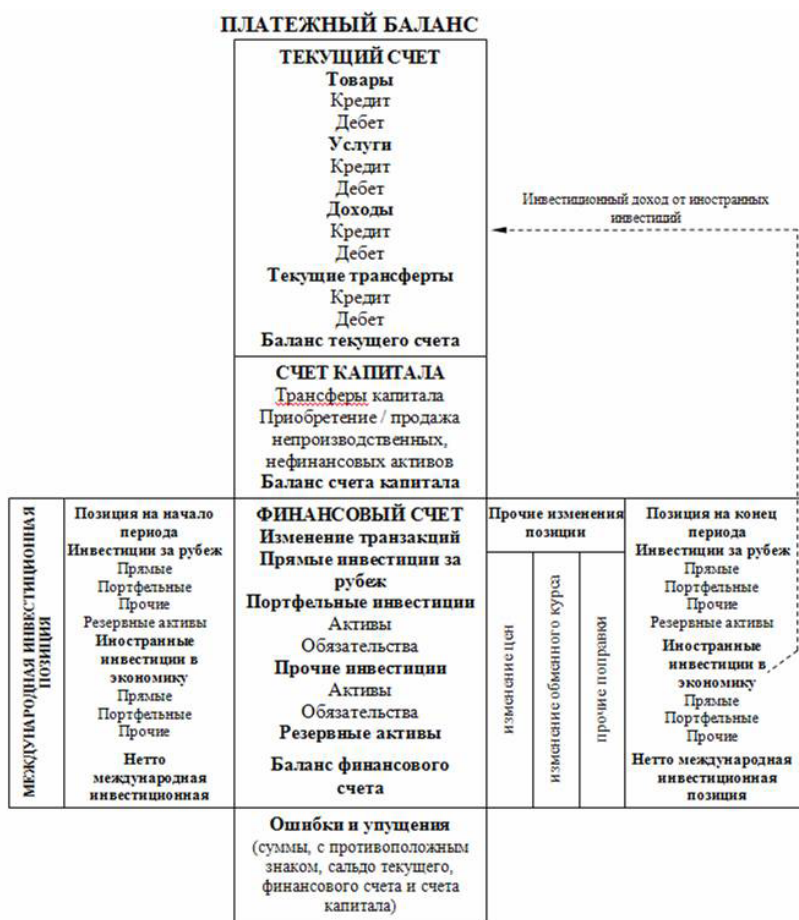 ПЛАТЕЖНЫЙ БАЛАНС
ТЕКУЩИЙ СЧЕТ
Товары
Кредит
Дебет
Услуги
Кредит
Дебет
Доходы
Кредит
Дебет
Текущие трансферты
Кредит
Дебет
Баланс текущего счета
Инвестиционный доход от иностранных
инвестиций
СЧЕТ КАПИТАЛА
Трансферы капитала
Приобретение / продажа
непроизводственных,
нефинансовых активов
Баланс счета капитала
МЕЖДУНАРОДНАЯ ИНВЕСТИЦИОННАЯ
ПОЗИЦИЯ
Позиция на начало
периода
Инвестиции за рубеж
Прямые
Портфельные
Прочие
Резервные активы
Иностранные
инвестиции в
экономику
Прямые
Портфельные
Прочие
Нетто
международная
инвестиционная
ФИНАНСОВЫЙ СЧЕТ
Изменение транзакций
Прямые инвестиции за
рубеж
Портфельные инвестиции
Активы
Обязательства
Прочие инвестиции
Активы
Обязательства
Резервные активы
Баланс финансового
счета
Прочие изменения
позиции
изменение цен
изменение обменного курса
прочие поправки
Позиция на конец
периода
Инвестиции за рубеж
Прямые
Портфельные
Прочие
Резервные активы
Иностранные
инвестиции в
экономику
Прямые
Портфельные
Прочие
Нетто международная
инвестиционная
позиция
Ошибки и упущения
(суммы, с противоположным
знаком, сальдо текущего,
финансового счета и счета
капитала)